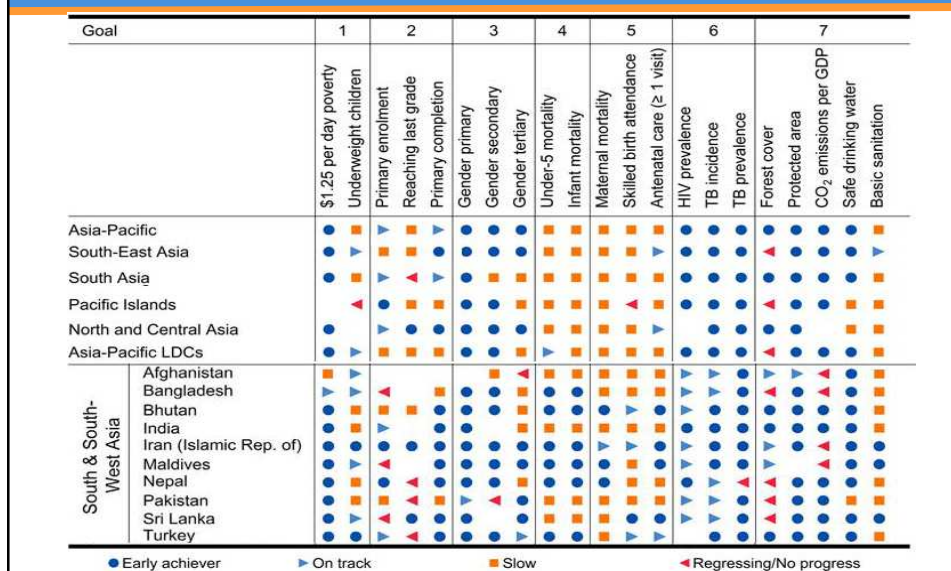 Goal 1 2 3 4 5 6 7
$1.25 per day poverty
Underweight children
Primary enrolment
Reaching last grade
Primary completion
Gender primary
Gender secondary
Gender tertiary
Under-5 mortality
Infant mortality
Maternal mortality
Skilled birth attendance
Antenatal care (≥ 1 visit)
HIV prevalence
TB incidence
TB prevalence
Forest cover
Protected area
CO₂ emissions per GDP
Safe drinking water
Basic sanitation
Asia-Pacific
South-East Asia
South Asia
Pacific Islands
North and Central Asia
Asia-Pacific LDCs
South & South-
West Asia
Afghanistan
Bangladesh
Bhutan
India
Iran (Islamic Rep. of)
Maldives
Nepal
Pakistan
Sri Lanka
Turkey
Early achiever On track Slow Regressing/No progress